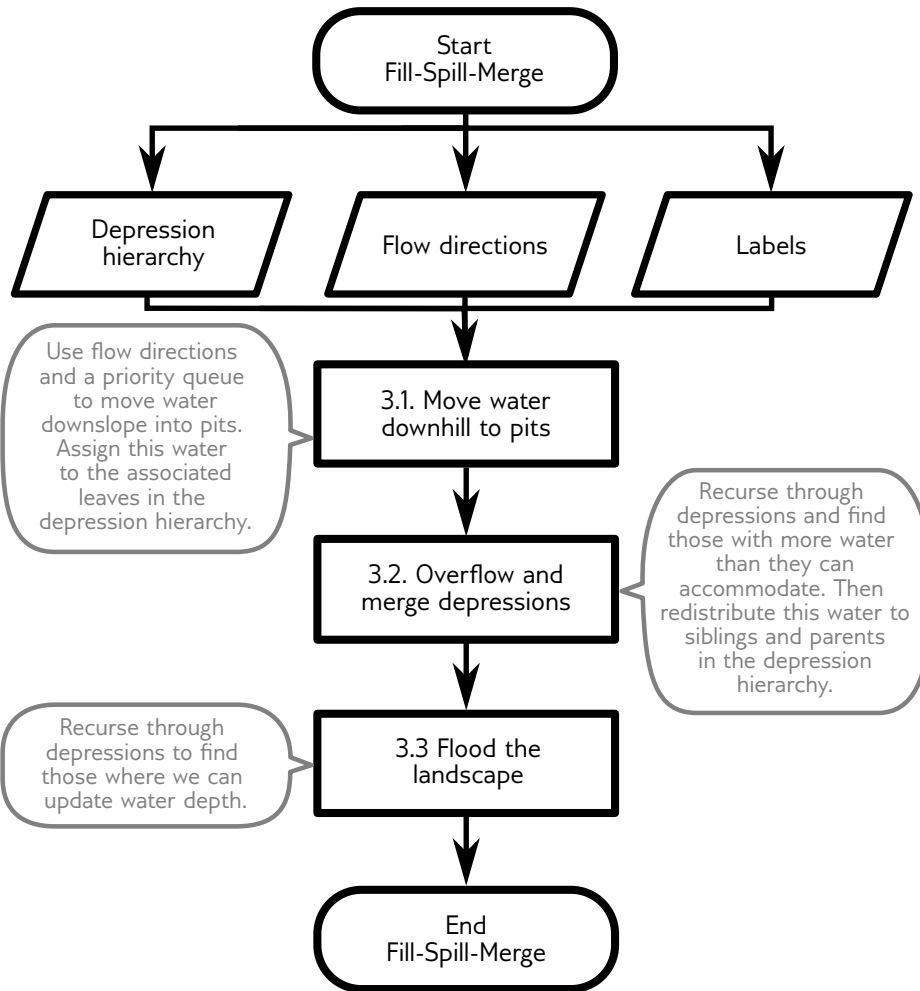 Start
Fill-Spill-Merge
Depression
hierarchy
Flow directions
Labels
Use flow directions
and a priority queue
to move water
downslope into pits.
Assign this water
to the associated
leaves in the
depression hierarchy.
3.1. Move water
downhill to pits
Recurse through
depressions and find
those with more water
than they can
accommodate. Then
redistribute this water to
siblings and parents
in the depression
hierarchy.
3.2. Overflow and
merge depressions
Recurse through
depressions to find
those where we can
update water depth.
3.3 Flood the
landscape
End
Fill-Spill-Merge